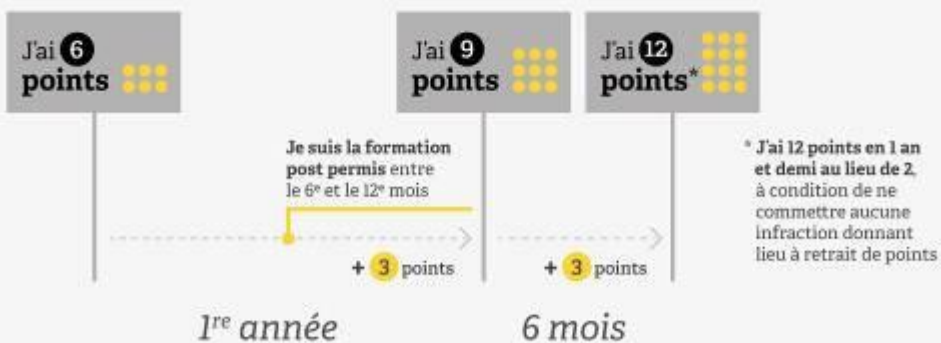 J'ai 6
points
J'ai 9
points
J'ai 12
points*
Je suis la formation
post permis entre
le 6e et le 12e mois
* J'ai 12 points en 1 an
et demi au lieu de 2,
à condition de ne
commettre aucune
infraction donnant
lieu à retrait de points
+ 3 points
+ 3 points
1re année
6 mois